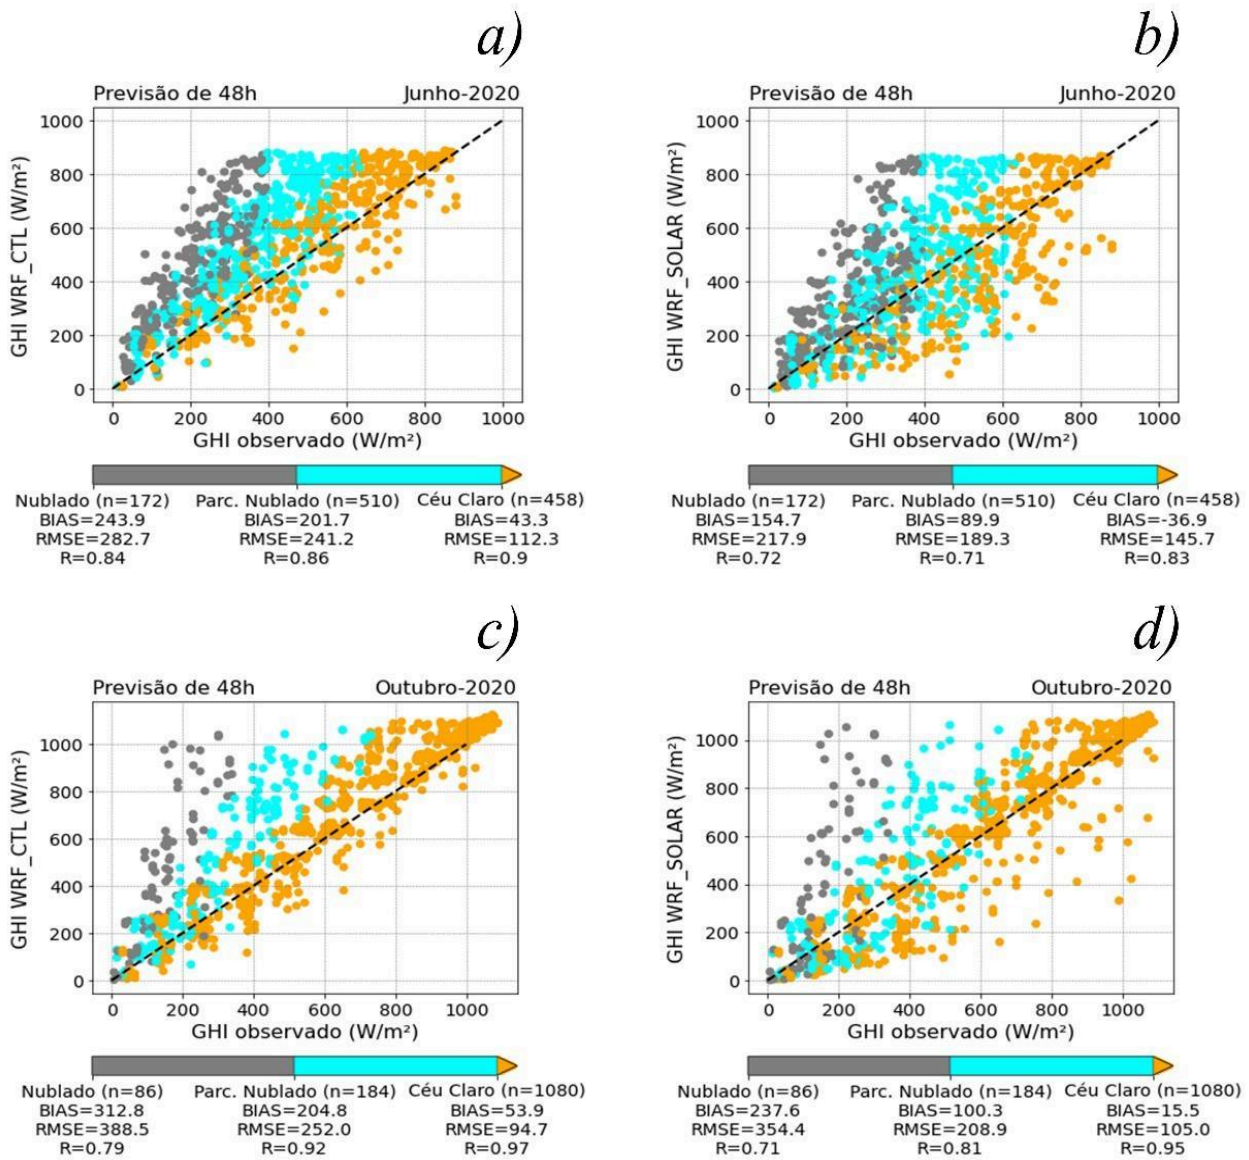 a)
b)
Previsão de 48h Junho-2020
1000
800
600
400
200
0
GHI WRF_CTL (W/m²)
0 200 400 600 800 1000
GHI observado (W/m²)
Nublado (n=172) Parc. Nublado (n=510) Céu Claro (n=458)
BIAS=243.9 BIAS=201.7 BIAS=43.3
RMSE=282.7 RMSE=241.2 RMSE=112.3
R=0.84 R=0.86 R=0.9
Previsão de 48h Junho-2020
1000
800
600
400
200
0
GHI WRF_SOLAR (W/m²)
0 200 400 600 800 1000
GHI observado (W/m²)
Nublado (n=172) Parc. Nublado (n=510) Céu Claro (n=458)
BIAS=154.7 BIAS=89.9 BIAS=-36.9
RMSE=217.9 RMSE=189.3 RMSE=145.7
R=0.72 R=0.71 R=0.83
c)
d)
Previsão de 48h Outubro-2020
1000
800
600
400
200
0
GHI WRF_CTL (W/m²)
0 200 400 600 800 1000
GHI observado (W/m²)
Nublado (n=86) Parc. Nublado (n=184) Céu Claro (n=1080)
BIAS=312.8 BIAS=204.8 BIAS=53.9
RMSE=388.5 RMSE=252.0 RMSE=94.7
R=0.79 R=0.92 R=0.97
Previsão de 48h Outubro-2020
1000
800
600
400
200
0
GHI WRF_SOLAR (W/m²)
0 200 400 600 800 1000
GHI observado (W/m²)
Nublado (n=86) Parc. Nublado (n=184) Céu Claro (n=1080)
BIAS=237.6 BIAS=100.3 BIAS=15.5
RMSE=354.4 RMSE=208.9 RMSE=105.0
R=0.71 R=0.81 R=0.95